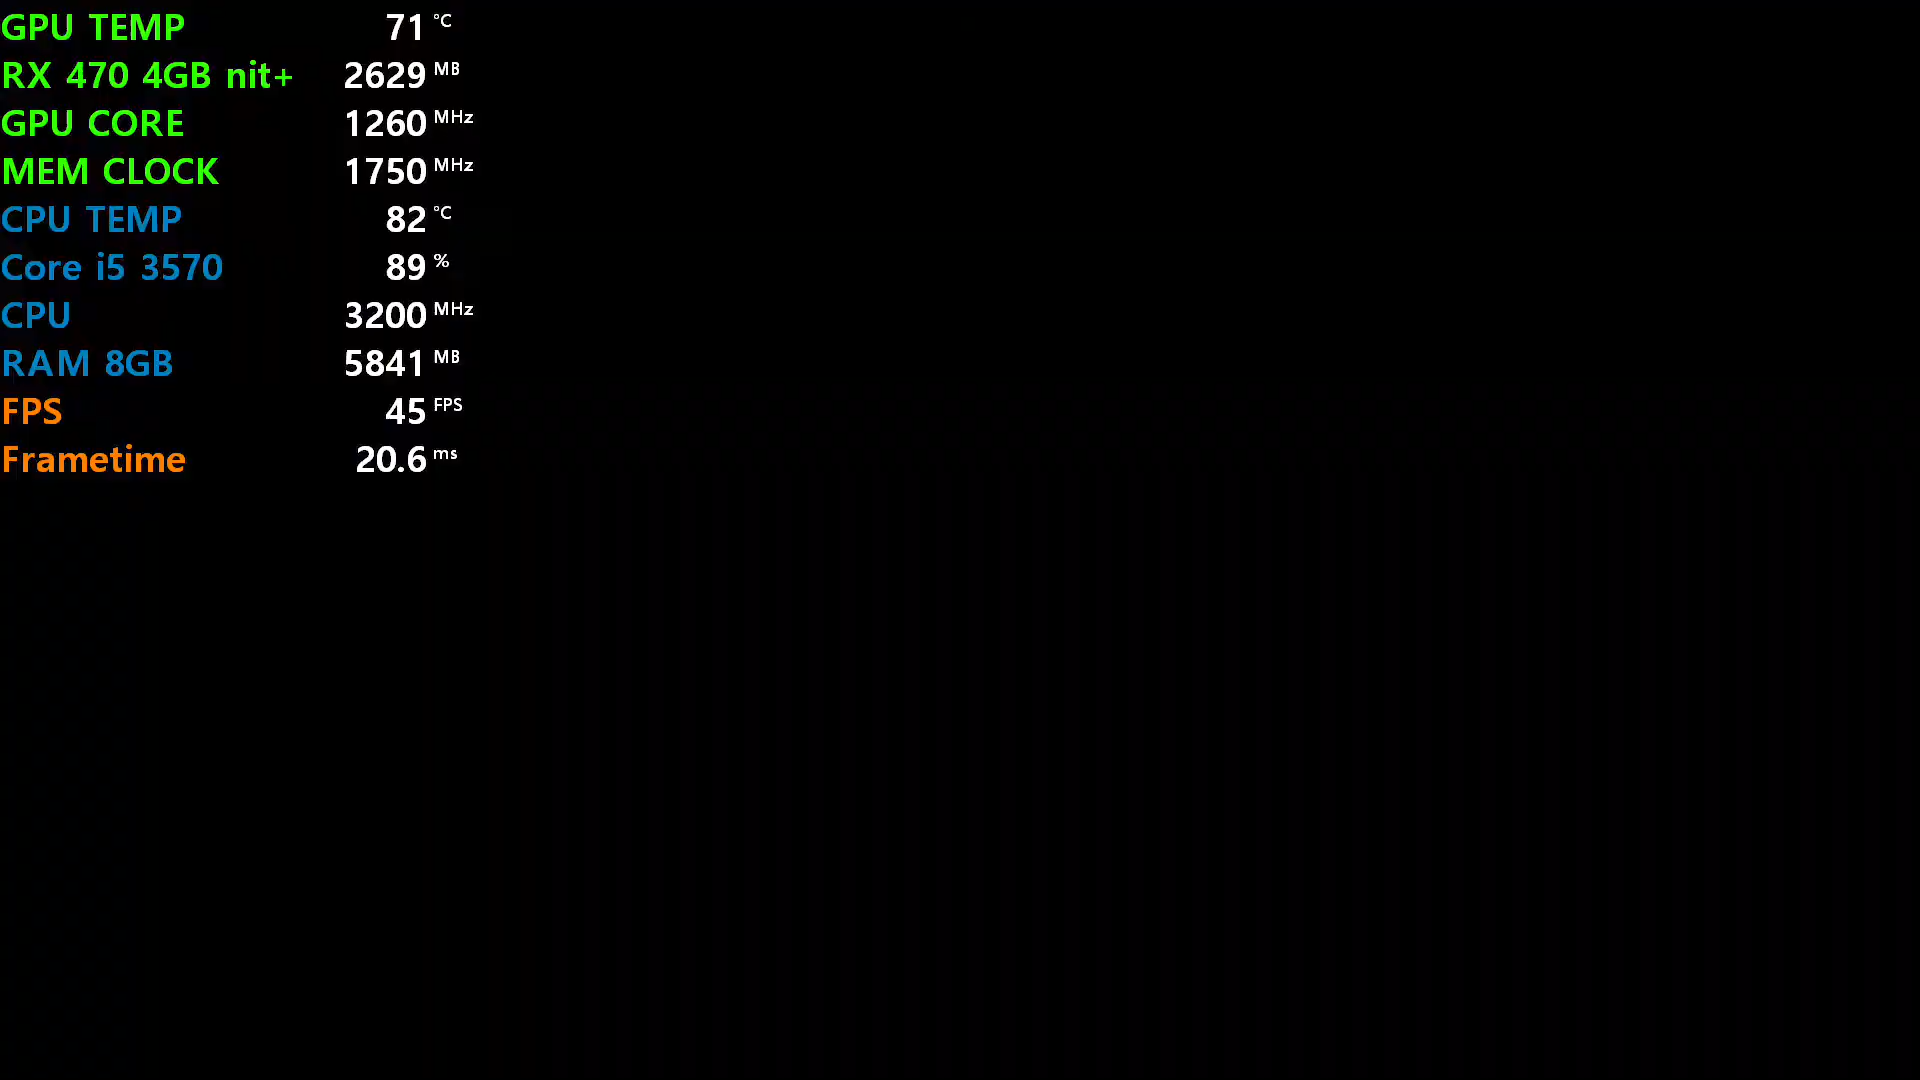 GPU TEMP 71 °C
RX 470 4GB nit+ 2629 MB
GPU CORE 1260 MHz
MEM CLOCK 1750 MHz
CPU TEMP 82 °C
Core i5 3570 89 %
CPU 3200 MHz
RAM 8GB 5841 MB
FPS 45 FPS
Frametime 20.6 ms